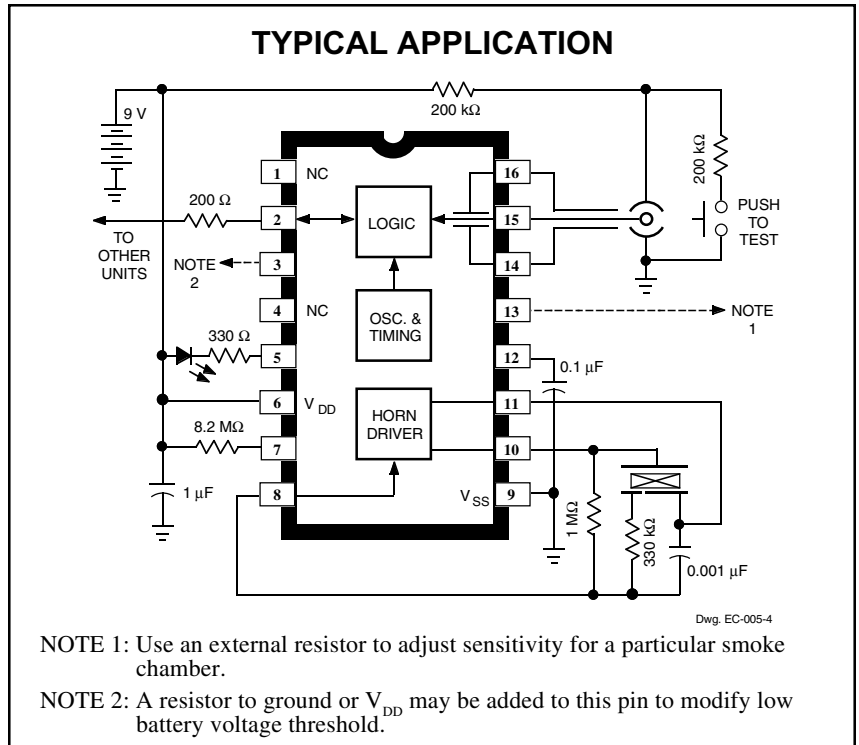 TYPICAL APPLICATION
9 V
200 kΩ
200 kΩ
PUSH
TO
TEST
1
NC
16
200 Ω
2
LOGIC
15
TO
OTHER
UNITS
NOTE
2
3
14
4
NC
OSC. &
TIMING
13
NOTE
1
330 Ω
5
12
0.1 µF
6
VDD
HORN
DRIVER
11
8.2 MΩ
7
10
1 µF
8
VSS
9
1 MΩ
330 kΩ
0.001 µF
Dwg. EC-005-4
NOTE 1: Use an external resistor to adjust sensitivity for a particular smoke
chamber.
NOTE 2: A resistor to ground or VDD may be added to this pin to modify low
battery voltage threshold.